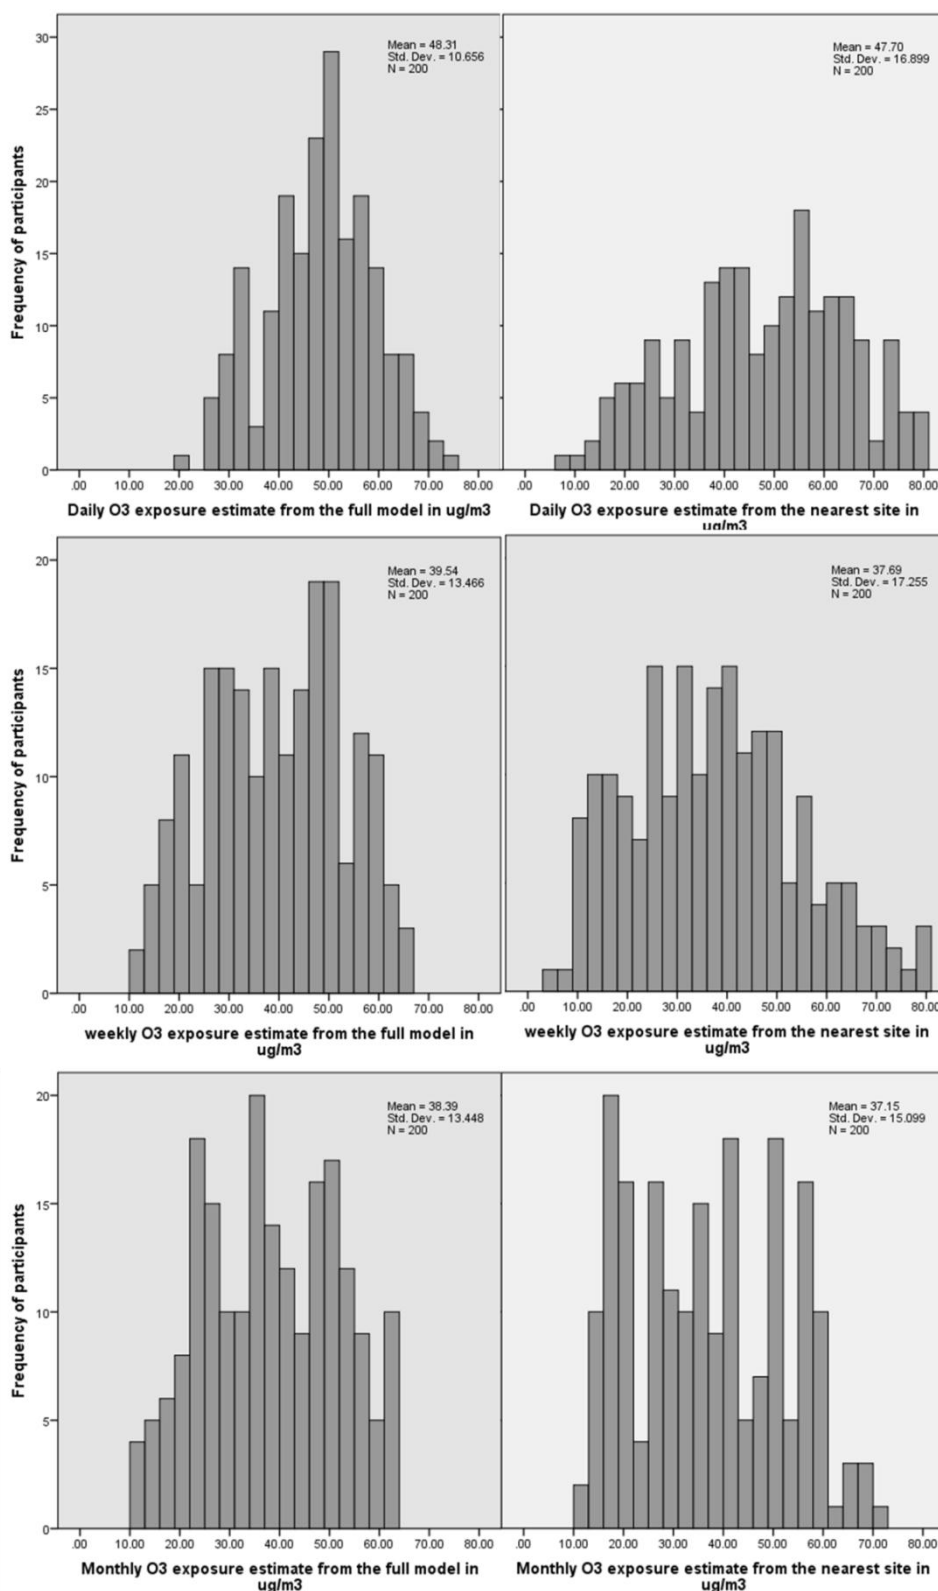 Mean = 48.31
Std. Dev. = 10.656
N = 200
Frequency of participants
30
25
20
15
10
5
0
.00 10.00 20.00 30.00 40.00 50.00 60.00 70.00 80.00
Daily O3 exposure estimate from the full model in ug/m3
Mean = 47.70
Std. Dev. = 16.899
N = 200
.00 10.00 20.00 30.00 40.00 50.00 60.00 70.00 80.00
Daily O3 exposure estimate from the nearest site in
ug/m3
Mean = 39.54
Std. Dev. = 13.466
N = 200
Frequency of participants
20
15
10
5
0
.00 10.00 20.00 30.00 40.00 50.00 60.00 70.00 80.00
weekly O3 exposure estimate from the full model in
ug/m3
Mean = 37.69
Std. Dev. = 17.255
N = 200
.00 10.00 20.00 30.00 40.00 50.00 60.00 70.00 80.00
weekly O3 exposure estimate from the nearest site in
ug/m3
Mean = 38.39
Std. Dev. = 13.448
N = 200
Frequency of participants
20
15
10
5
0
.00 10.00 20.00 30.00 40.00 50.00 60.00 70.00 80.00
Monthly O3 exposure estimate from the full model in
ug/m3
Mean = 37.15
Std. Dev. = 15.099
N = 200
.00 10.00 20.00 30.00 40.00 50.00 60.00 70.00 80.00
Monthly O3 exposure estimate from the nearest site in
ug/m3